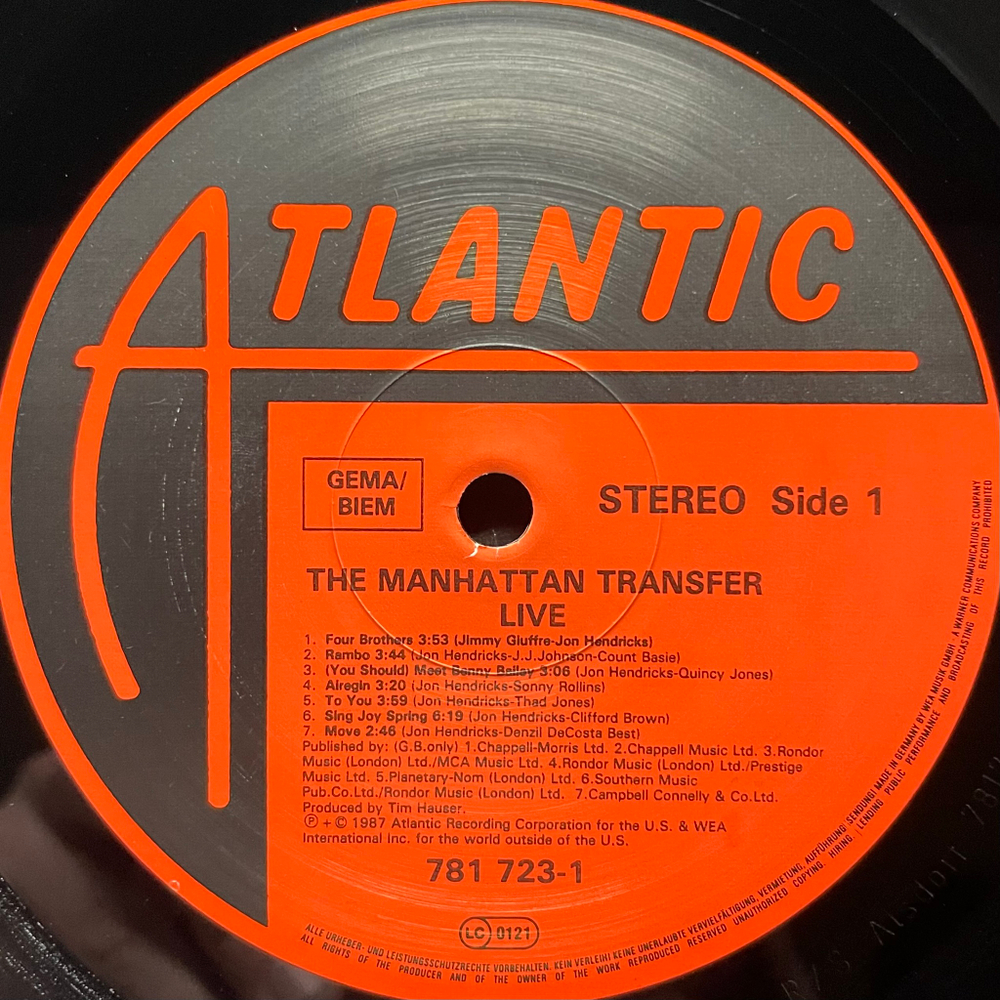 ATLANTIC
GEMA/
BIEM
STEREO Side 1
THE MANHATTAN TRANSFER
LIVE
1. Four Brothers 3:53 (Jimmy Giuffre-Jon Hendricks)
2. Rambo 3:44 (Jon Hendricks-J.J.Johnson-Count Basie)
3. (You Should) Meet Benny Bailey 3:06 (Jon Hendricks-Quincy Jones)
4. Airegin 3:20 (Jon Hendricks-Sonny Rollins)
5. To You 3:59 (Jon Hendricks-Thad Jones)
6. Sing Joy Spring 6:19 (Jon Hendricks-Clifford Brown)
7. Move 2:46 (Jon Hendricks-Denzil DeCosta Best)
Published by: (G.B.only) 1.Chappell-Morris Ltd. 2.Chappell Music Ltd. 3.Rondor
Music (London) Ltd./MCA Music Ltd. 4.Rondor Music (London) Ltd./Prestige
Music Ltd. 5.Planetary-Nom (London) Ltd. 6.Southern Music
Pub.Co.Ltd./Rondor Music (London) Ltd. 7.Campbell Connelly & Co.Ltd.
Produced by Tim Hauser.
℗ + © 1987 Atlantic Recording Corporation for the U.S. & WEA
International Inc. for the world outside of the U.S.
781 723-1
LC 0121
ALLE URHEBER- UND LEISTUNGSSCHUTZRECHTE VORBEHALTEN. KEIN VERLEIH! KEINE UNERLAUBTE VERVIELFÄLTIGUNG, VERMIETUNG, AUFFÜHRUNG, SENDUNG! MADE IN GERMANY BY WEA MUSIK GMBH · A WARNER COMMUNICATIONS COMPANY
ALL RIGHTS OF THE PRODUCER AND OF THE OWNER OF THE WORK REPRODUCED RESERVED UNAUTHORIZED COPYING, HIRING, LENDING, PUBLIC PERFORMANCE AND BROADCASTING OF THIS RECORD PROHIBITED